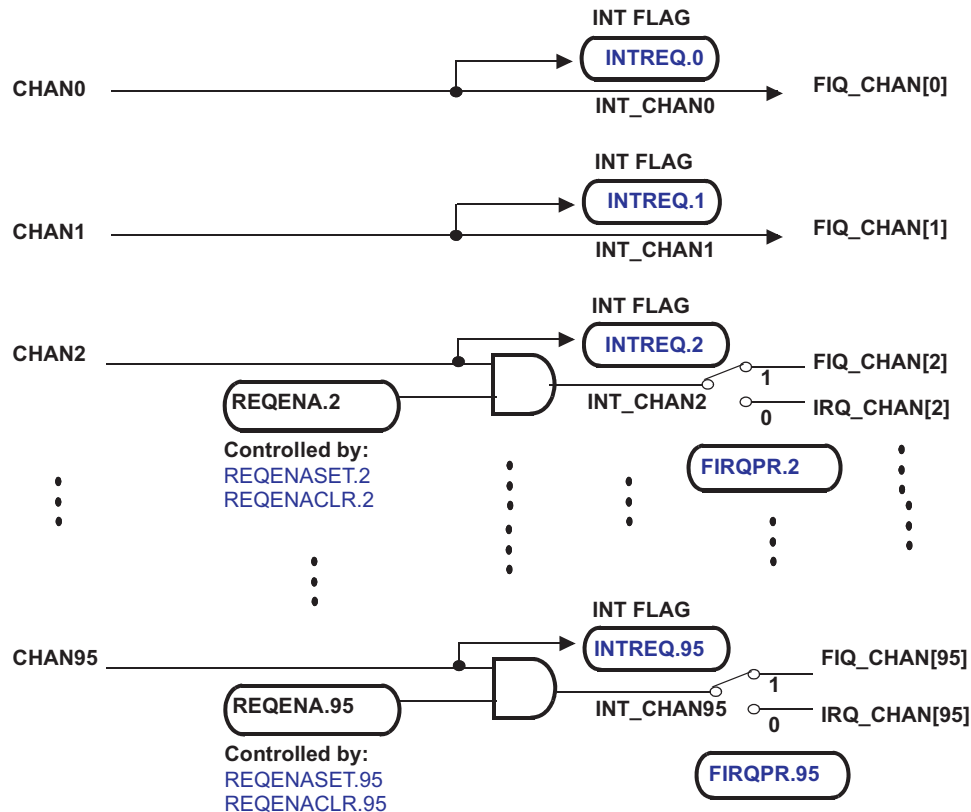 INT FLAG
INTREQ.0
CHAN0
FIQ_CHAN[0]
INT_CHAN0
INT FLAG
INTREQ.1
CHAN1
FIQ_CHAN[1]
INT_CHAN1
INT FLAG
INTREQ.2
CHAN2
FIQ_CHAN[2]
1
REQENA.2
INT_CHAN2
IRQ_CHAN[2]
0
Controlled by:
REQENASET.2
REQENACLR.2
FIRQPR.2
INT FLAG
INTREQ.95
CHAN95
FIQ_CHAN[95]
1
REQENA.95
INT_CHAN95
IRQ_CHAN[95]
0
Controlled by:
REQENASET.95
REQENACLR.95
FIRQPR.95